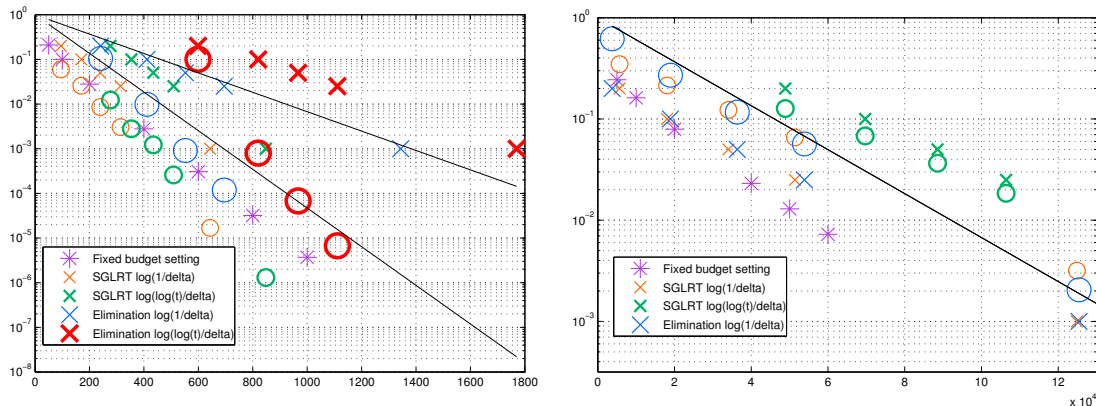 10^0
10^-1
10^-2
10^-3
10^-4
10^-5
10^-6
10^-7
10^-8
0 200 400 600 800 1000 1200 1400 1600 1800
Fixed budget setting
SGLRT log(1/delta)
SGLRT log(log(t)/delta)
Elimination log(1/delta)
Elimination log(log(t)/delta)
10^0
10^-1
10^-2
10^-3
0 2 4 6 8 10 12
x 10^4
Fixed budget setting
SGLRT log(1/delta)
SGLRT log(log(t)/delta)
Elimination log(1/delta)